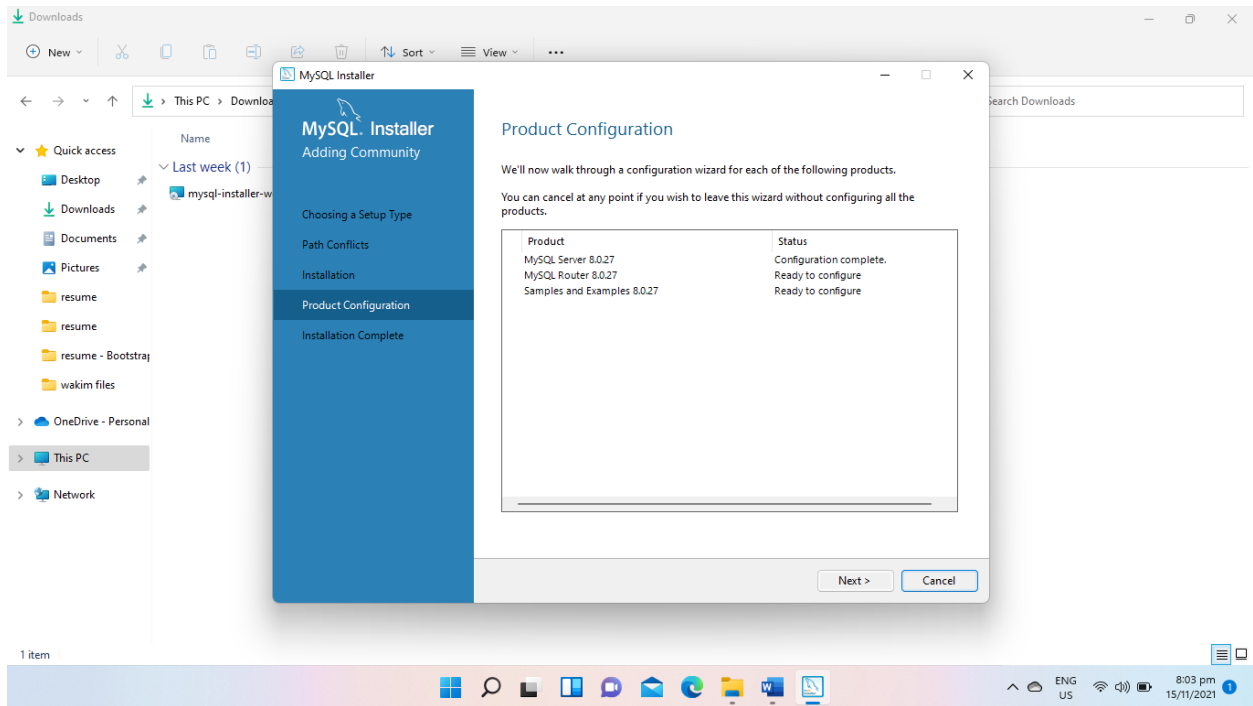 Downloads
New
Sort
View
MySQL Installer
This PC > Downloa
Search Downloads
Quick access
Desktop
Downloads
Documents
Pictures
resume
resume
resume - Bootstrap
wakim files
OneDrive - Personal
This PC
Network
Name
Last week (1)
mysql-installer-w
MySQL. Installer
Adding Community
Choosing a Setup Type
Path Conflicts
Installation
Product Configuration
Installation Complete
Product Configuration
We'll now walk through a configuration wizard for each of the following products.
You can cancel at any point if you wish to leave this wizard without configuring all the
products.
Product Status
MySQL Server 8.0.27 Configuration complete.
MySQL Router 8.0.27 Ready to configure
Samples and Examples 8.0.27 Ready to configure
Next > Cancel
1 item
ENG
US
8:03 pm
15/11/2021
1